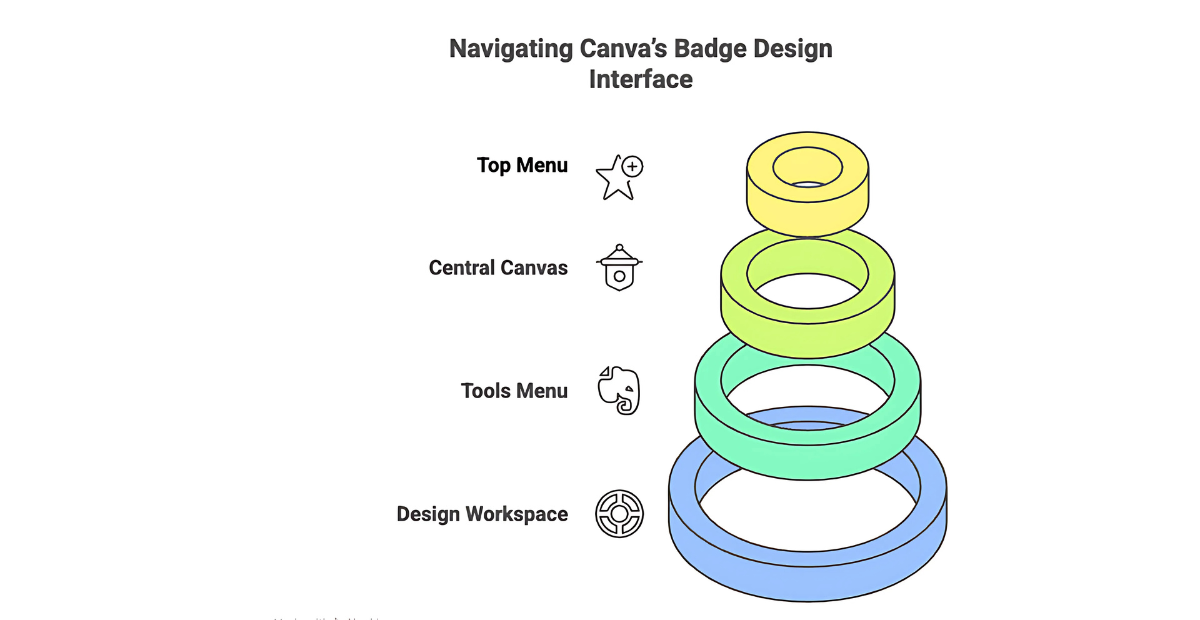 Navigating Canva's Badge Design
Interface
Top Menu
Central Canvas
Tools Menu
Design Workspace